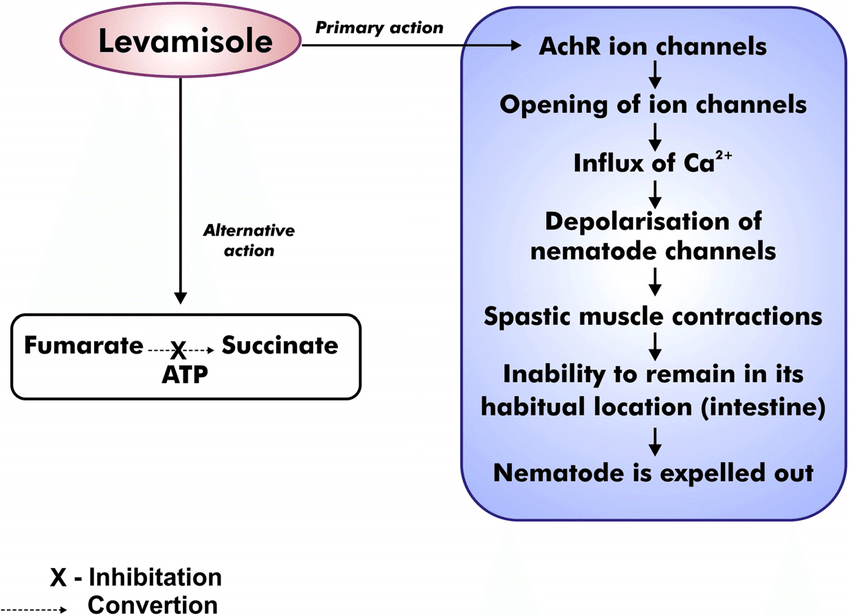 Levamisole
Primary action
AchR ion channels
Opening of ion channels
Influx of Ca²⁺
Depolarisation of
nematode channels
Spastic muscle contractions
Inability to remain in its
habitual location (intestine)
Nematode is expelled out
Alternative
action
Fumarate X Succinate
ATP
X - Inhibitation
Convertion